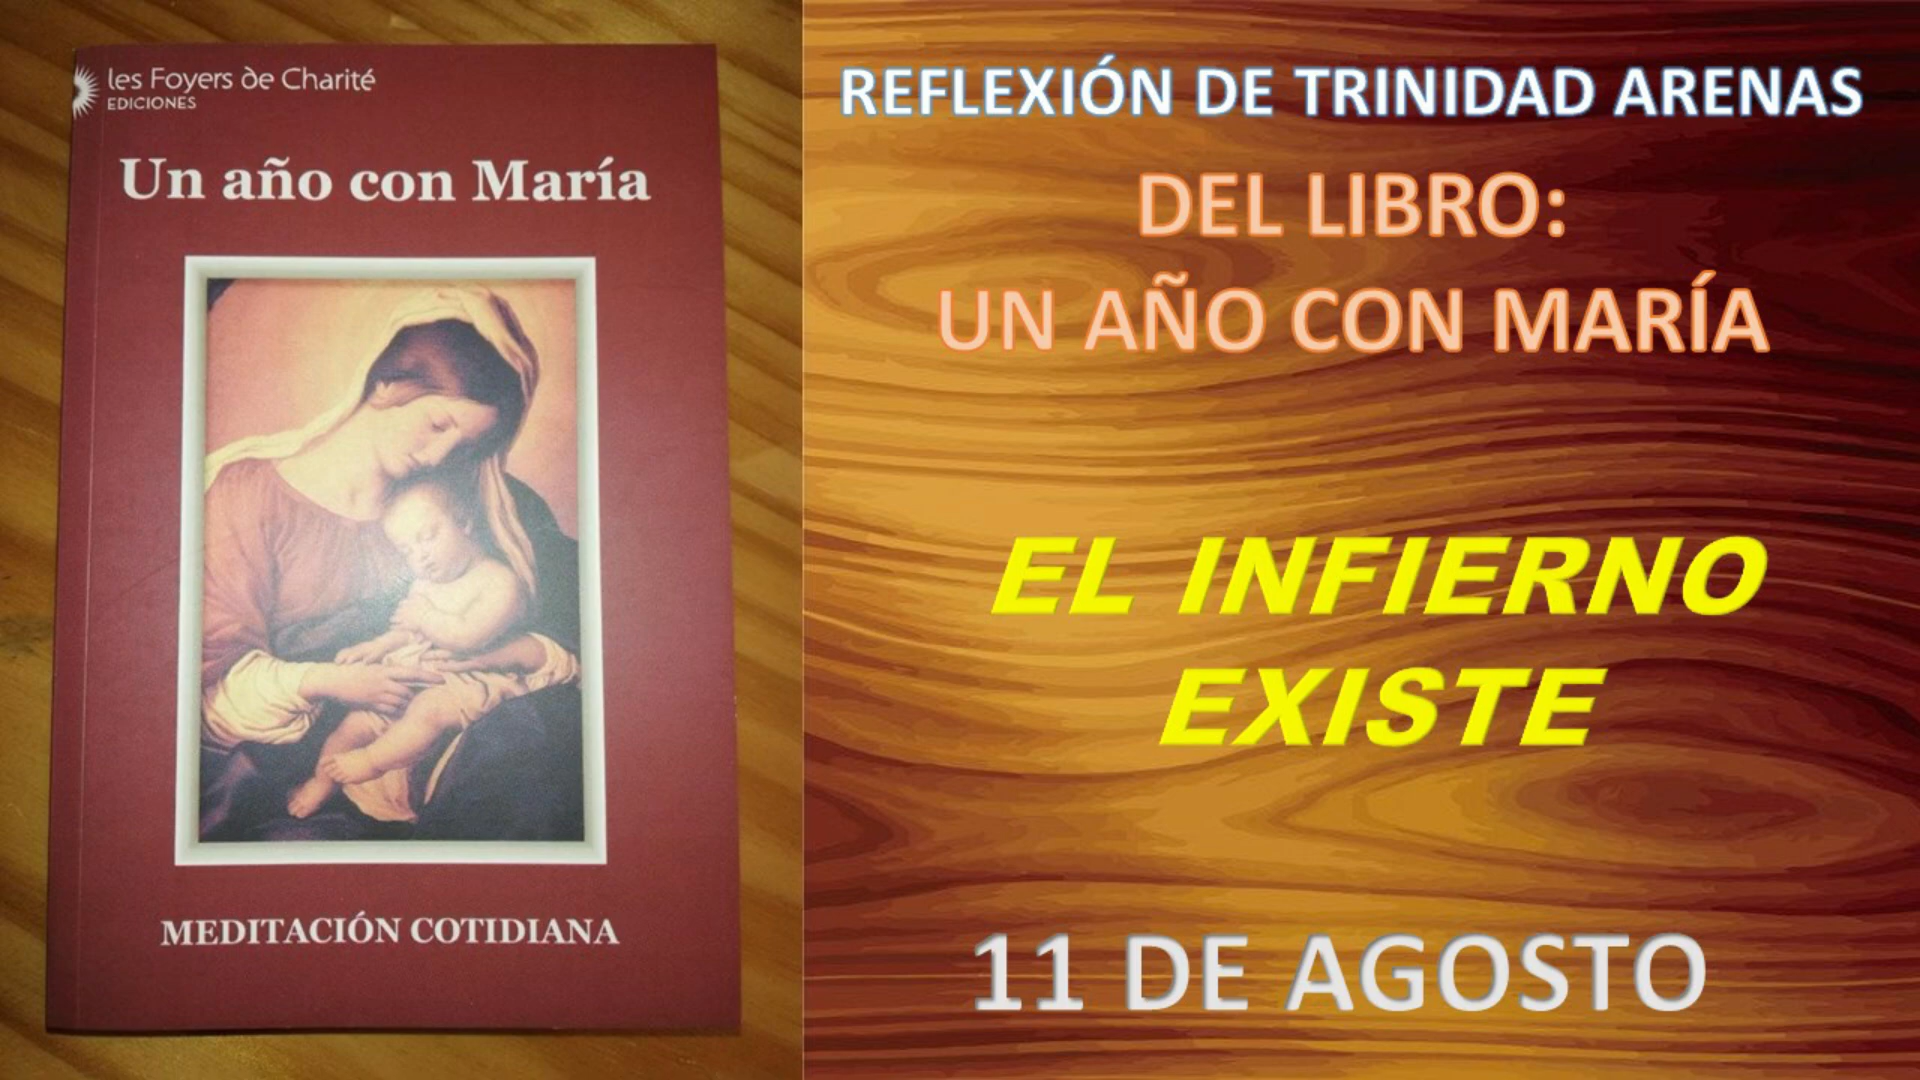 les Foyers de Charité
EDICIONES
Un año con María
MEDITACIÓN COTIDIANA
REFLEXIÓN DE TRINIDAD ARENAS
DEL LIBRO:
UN AÑO CON MARÍA
EL INFIERNO
EXISTE
11 DE AGOSTO